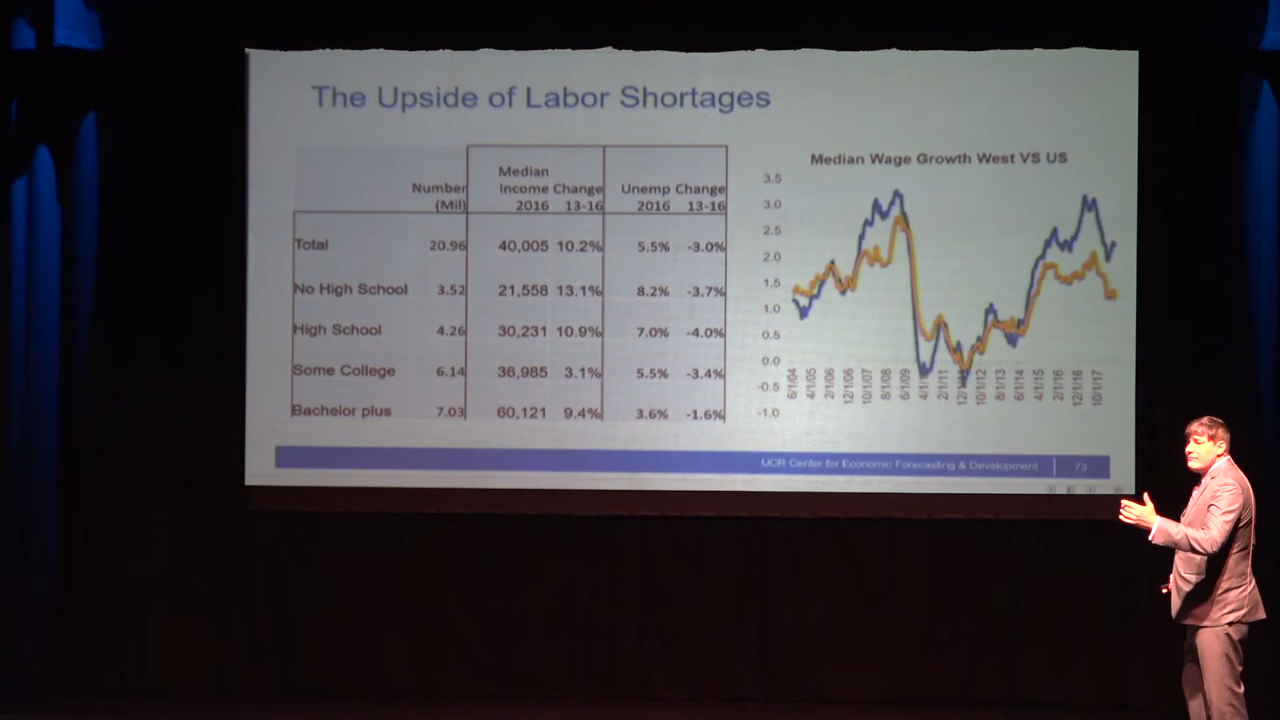 The Upside of Labor Shortages
Median
Number Income Change Unemp Change
(Mil) 2016 13-16 2016 13-16
Total 20.96 40,005 10.2% 5.5% -3.0%
No High School 3.52 21,558 13.1% 8.2% -3.7%
High School 4.26 30,231 10.9% 7.0% -4.0%
Some College 6.14 36,985 3.1% 5.5% -3.4%
Bachelor plus 7.03 60,121 9.4% 3.6% -1.6%
Median Wage Growth West VS US
3.5
3.0
2.5
2.0
1.5
1.0
0.5
0.0
-0.5
-1.0
6/1/04
4/1/05
2/1/06
12/1/06
10/1/07
8/1/08
6/1/09
2/1/11
10/1/12
8/1/13
6/1/14
4/1/15
2/1/16
12/1/16
10/1/17
UCR Center for Economic Forecasting & Development 73